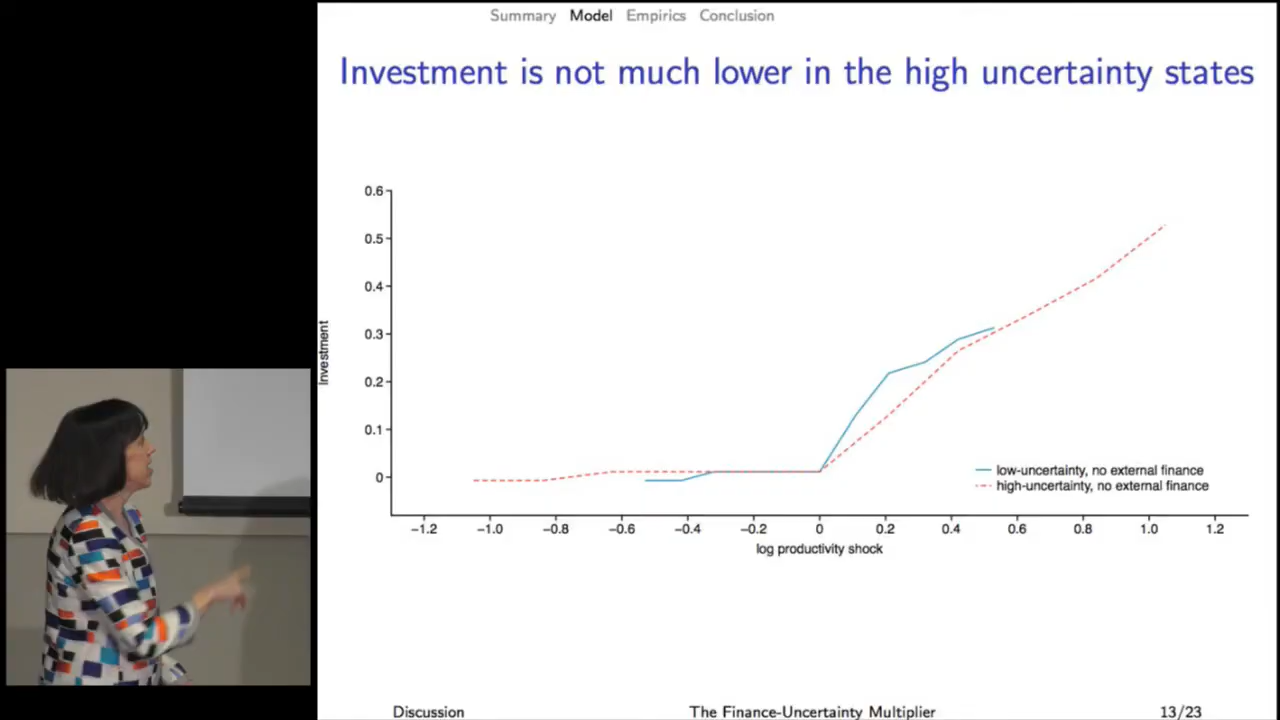 Summary Model Empirics Conclusion
Investment is not much lower in the high uncertainty states
0.6
0.5
0.4
0.3
0.2
0.1
0
Investment
−1.2 −1.0 −0.8 −0.6 −0.4 −0.2 0 0.2 0.4 0.6 0.8 1.0 1.2
log productivity shock
low-uncertainty, no external finance
high-uncertainty, no external finance
Discussion The Finance-Uncertainty Multiplier 13/23